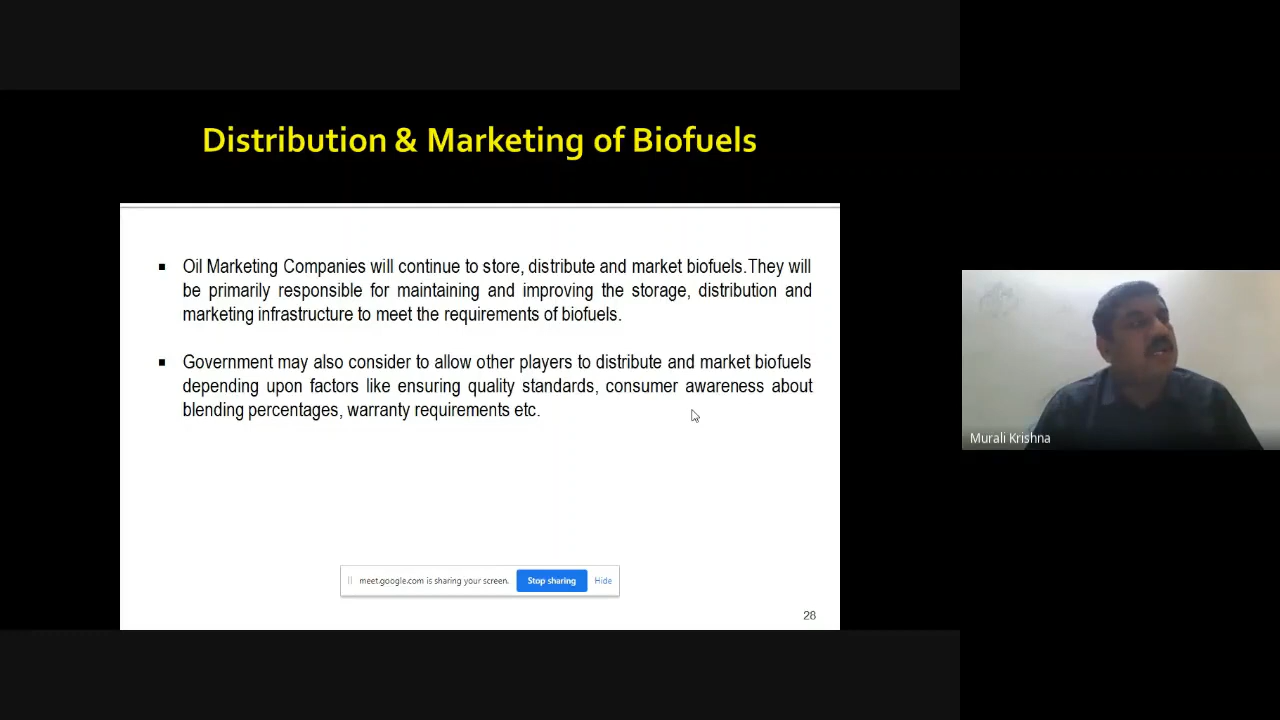 Distribution & Marketing of Biofuels
Oil Marketing Companies will continue to store, distribute and market biofuels.They will
be primarily responsible for maintaining and improving the storage, distribution and
marketing infrastructure to meet the requirements of biofuels.
Government may also consider to allow other players to distribute and market biofuels
depending upon factors like ensuring quality standards, consumer awareness about
blending percentages, warranty requirements etc.
Murali Krishna
meet.google.com is sharing your screen.
Stop sharing
Hide
28